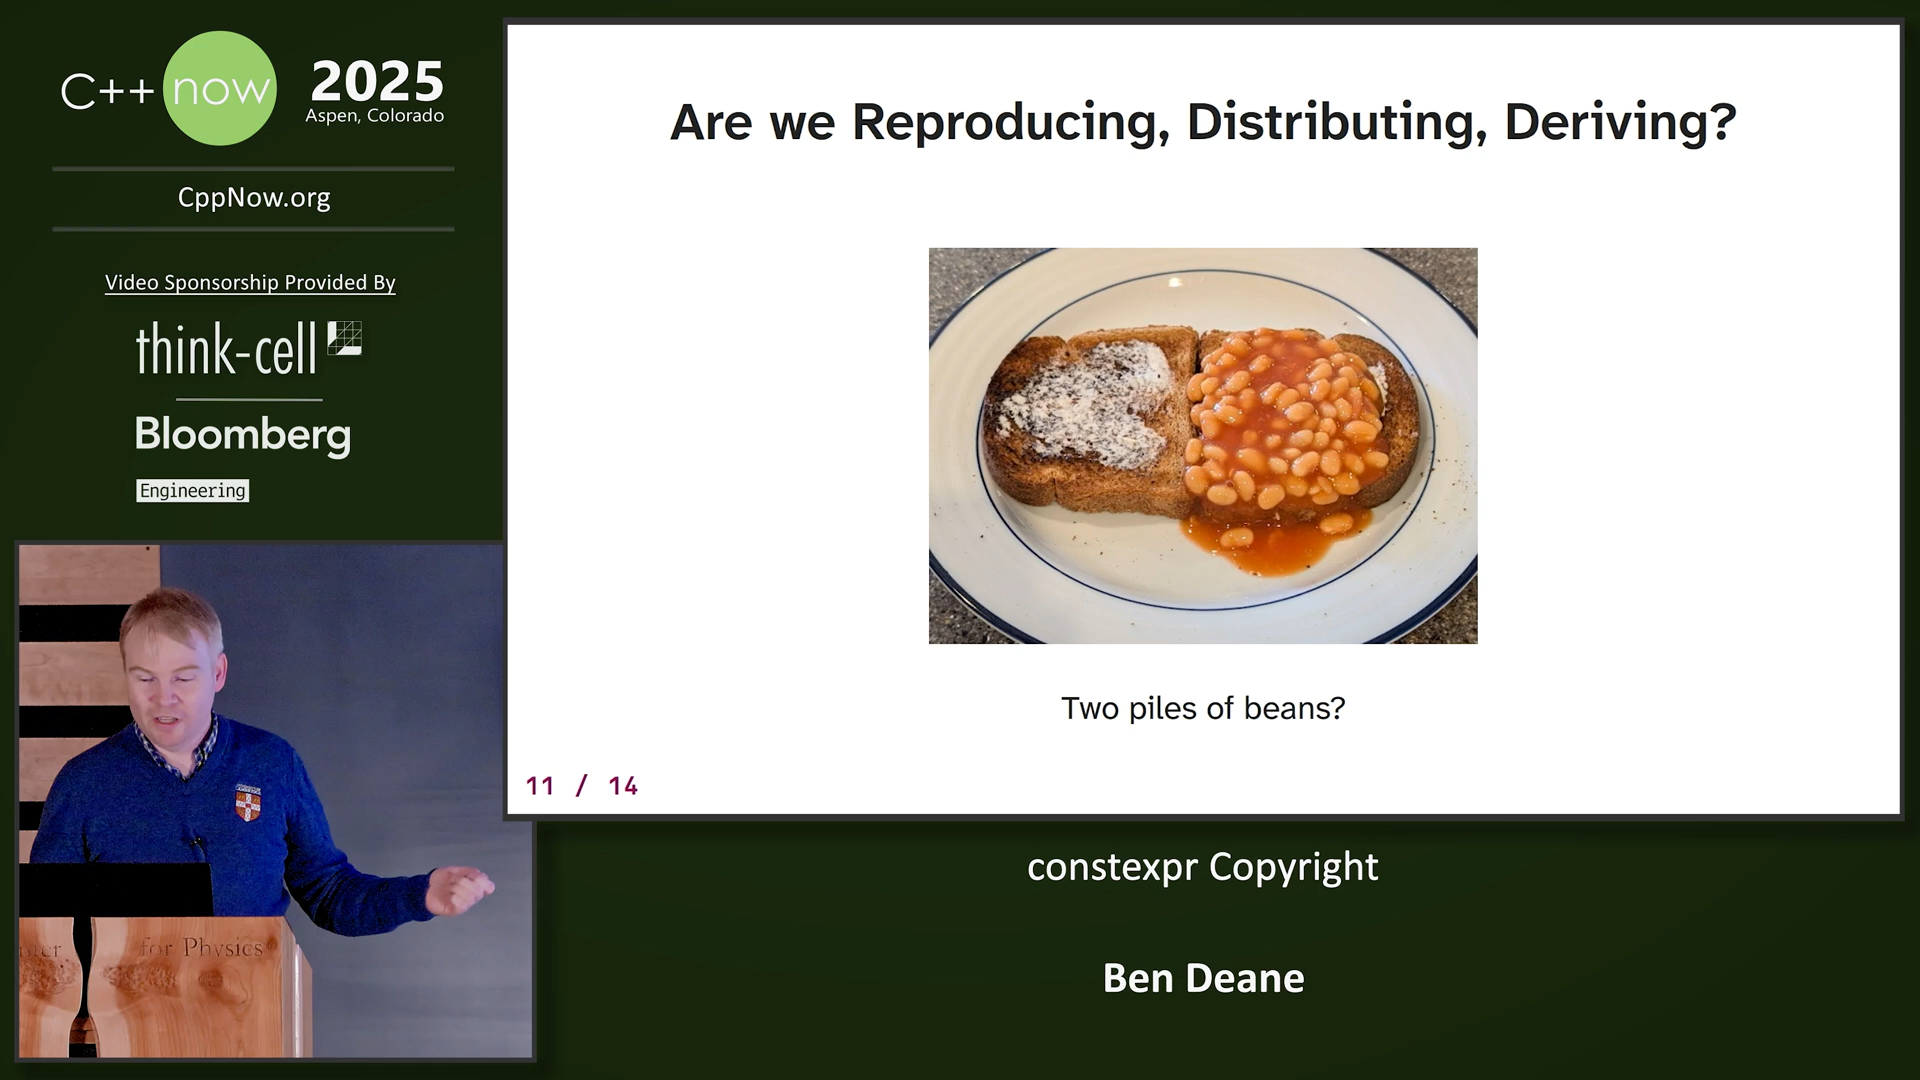 C++ now 2025
Aspen, Colorado
CppNow.org
Video Sponsorship Provided By
think-cell
Bloomberg
Engineering
Are we Reproducing, Distributing, Deriving?
Two piles of beans?
11 / 14
for Physics
constexpr Copyright
Ben Deane